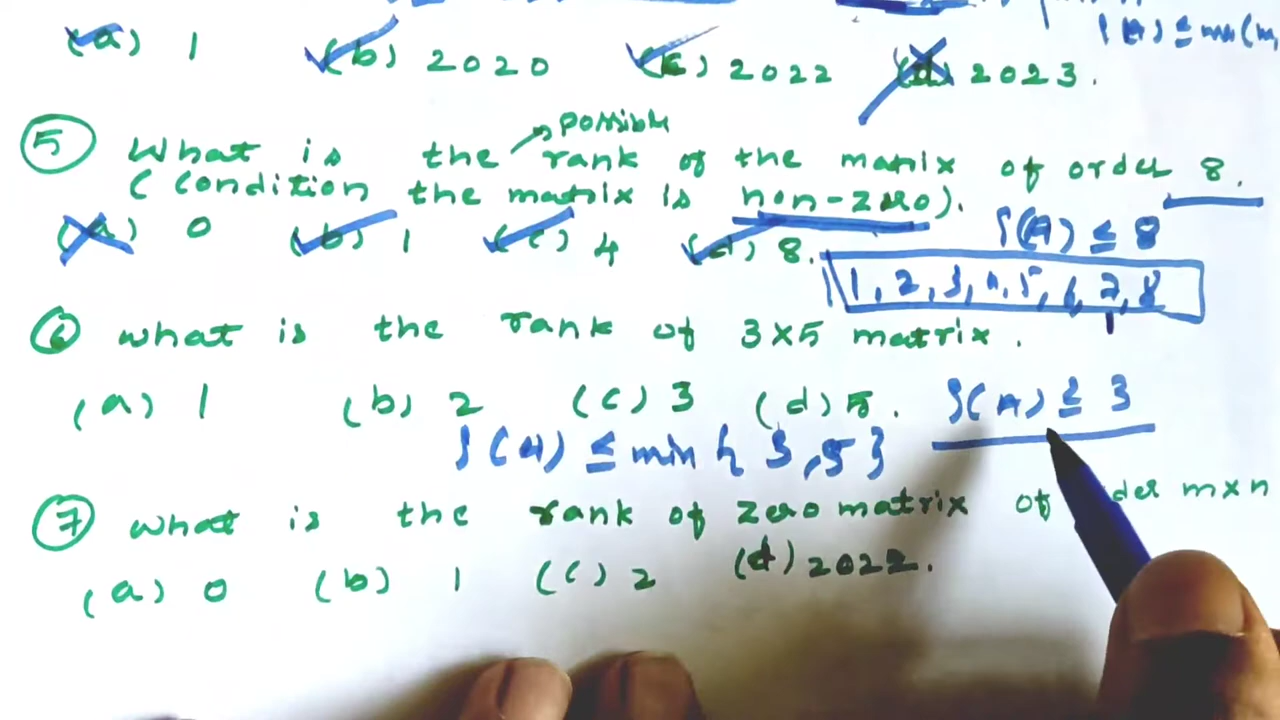 ρ(A) ≤ min(m,
(a) 1 (b) 2020 (c) 2022 (d) 2023.
possible
(5) What is the rank of the matrix of order 8.
(Condition the matrix is non-zero).
ρ(A) ≤ 8
(a) 0 (b) 1 (c) 4 (d) 8.
1, 2, 3, 4, 5, 6, 7, 8
(6) what is the rank of 3x5 matrix.
(a) 1 (b) 2 (c) 3 (d) 5. ρ(A) ≤ 3
ρ(A) ≤ min { 3, 5 }
(7) what is the rank of zero matrix of mxn
(a) 0 (b) 1 (c) 2 (d) 2022.